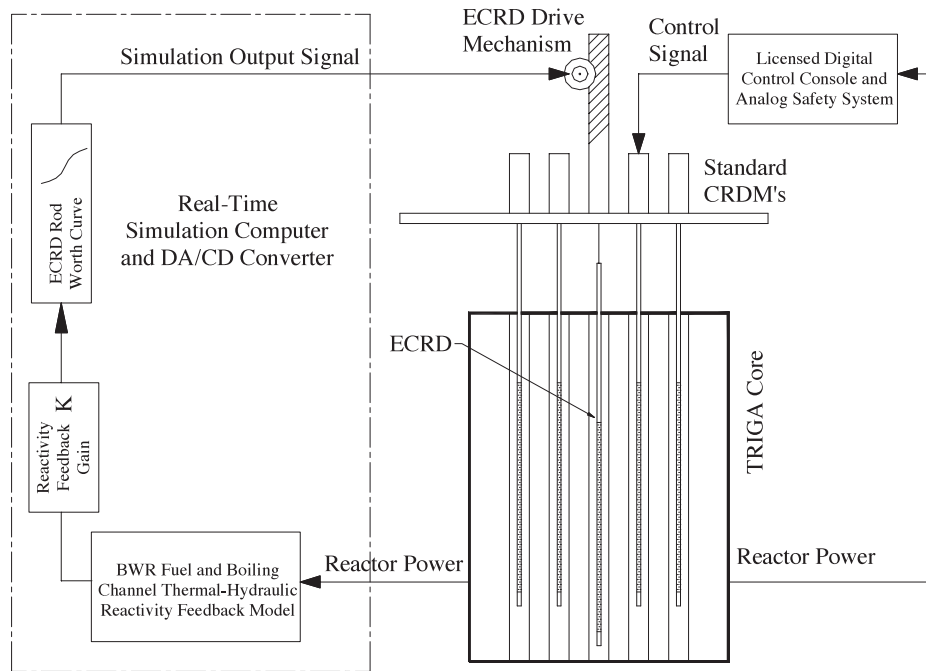 ECRD Drive
Mechanism
Control
Signal
Simulation Output Signal
Licensed Digital
Control Console and
Analog Safety System
Standard
CRDM's
ECRD Rod
Worth Curve
Real-Time
Simulation Computer
and DA/CD Converter
ECRD
TRIGA Core
Reactivity
Feedback
Gain
K
Reactor Power
Reactor Power
BWR Fuel and Boiling
Channel Thermal-Hydraulic
Reactivity Feedback Model